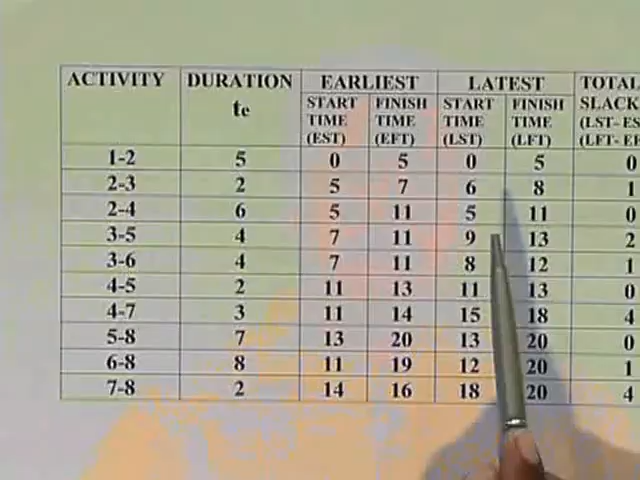 ACTIVITY DURATION te EARLIEST LATEST TOTAL SLACK
START TIME (EST) FINISH TIME (EFT) START TIME (LST) FINISH TIME (LFT) (LST- ES (LFT- EF
1-2 5 0 5 0 5 0
2-3 2 5 7 6 8 1
2-4 6 5 11 5 11 0
3-5 4 7 11 9 13 2
3-6 4 7 11 8 12 1
4-5 2 11 13 11 13 0
4-7 3 11 14 15 18 4
5-8 7 13 20 13 20 0
6-8 8 11 19 12 20 1
7-8 2 14 16 18 20 4